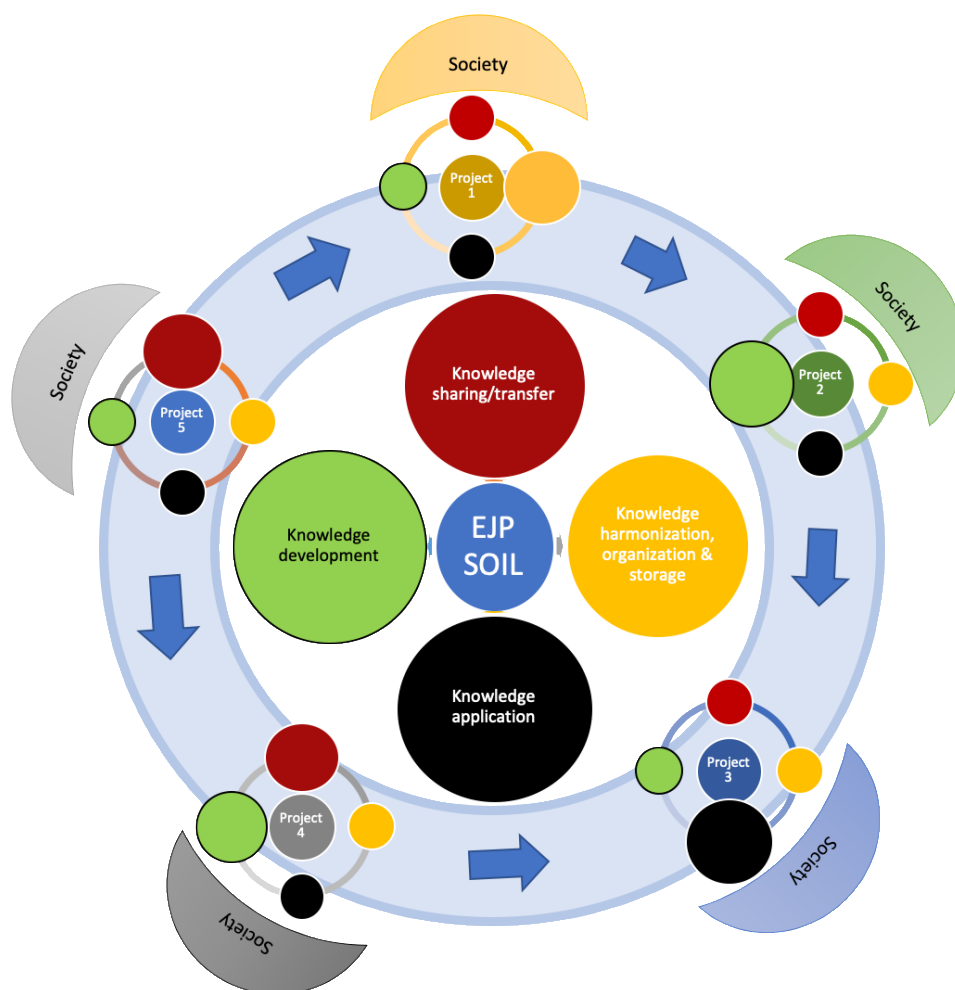 Society
Project
1
Society
Project
2
Society
Project
5
Knowledge
sharing/transfer
Knowledge
development
EJP
SOIL
Knowledge
harmonization,
organization &
storage
Knowledge
application
Project
3
Society
Project
4
Society